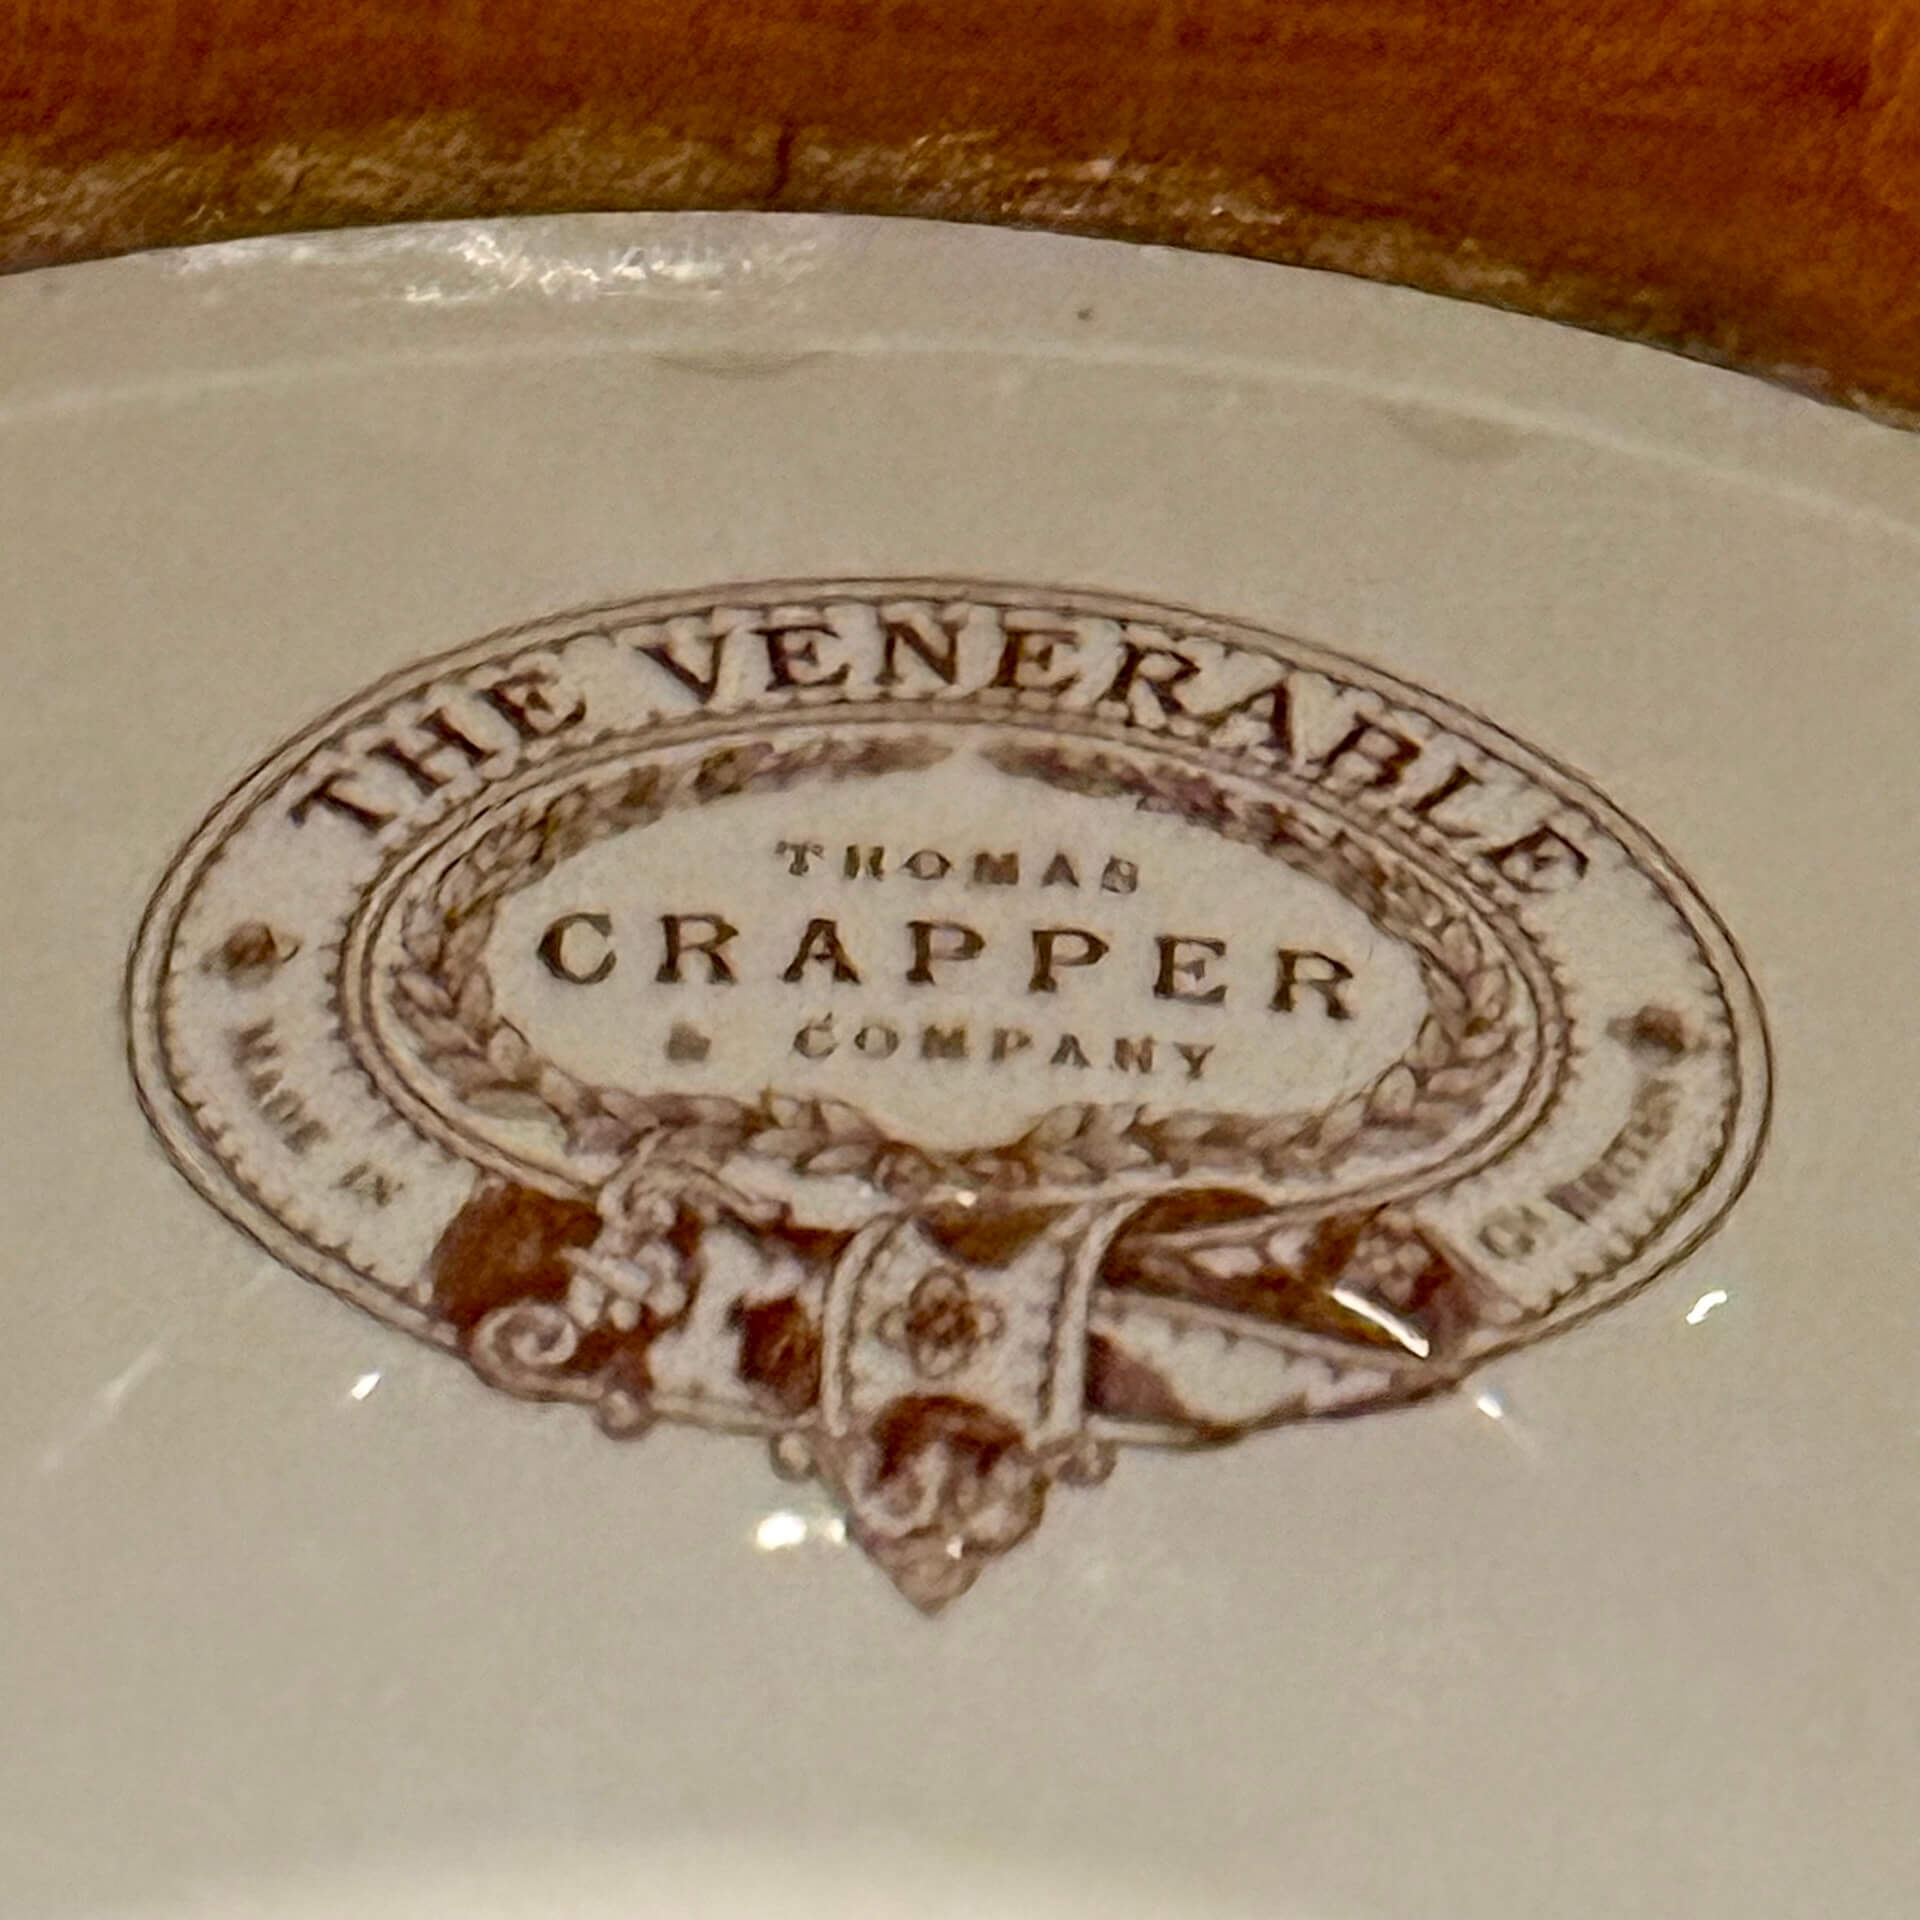 THE VENERABLE
THOMAS
CRAPPER
& COMPANY
MADE IN